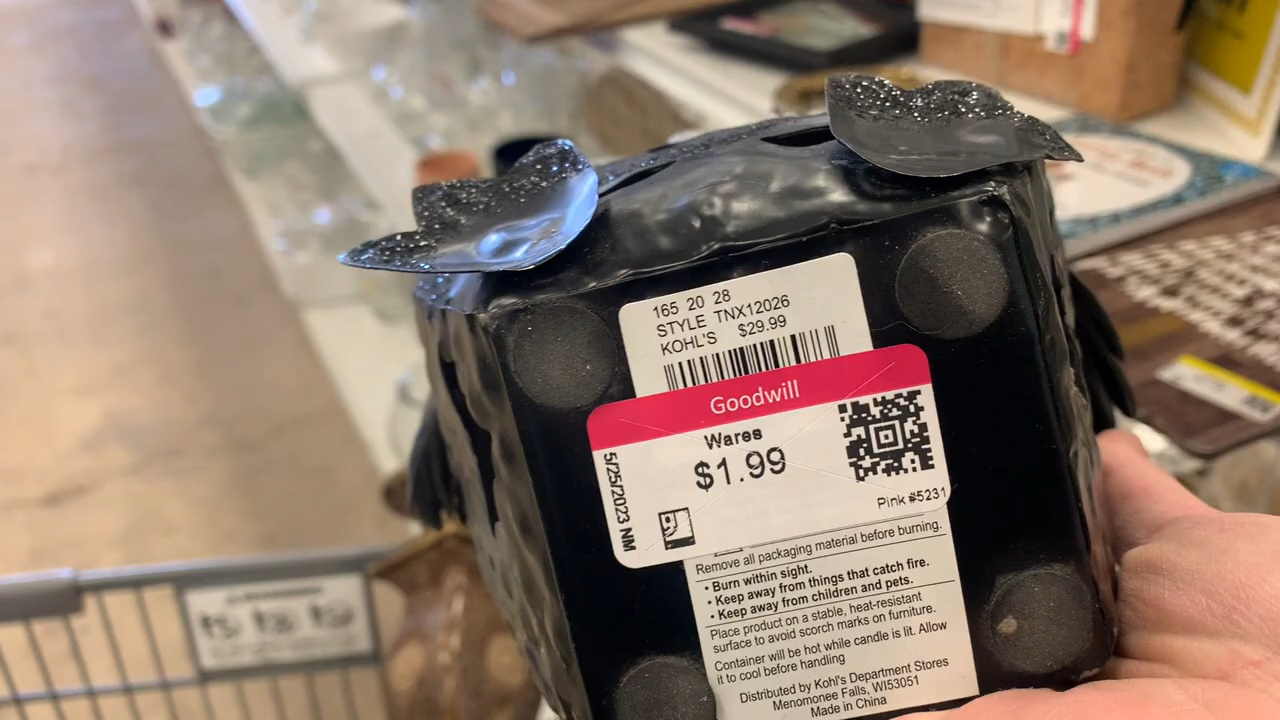 165 20 28
STYLE TNX12026
KOHL'S $29.99
Goodwill
Wares
$1.99
5/25/2023 NM
Pink #5231
Remove all packaging material before burning.
• Burn within sight.
• Keep away from things that catch fire.
• Keep away from children and pets.
Place product on a stable, heat-resistant
surface to avoid scorch marks on furniture.
Container will be hot while candle is lit. Allow
it to cool before handling
Distributed by Kohl's Department Stores
Menomonee Falls, WI53051
Made in China